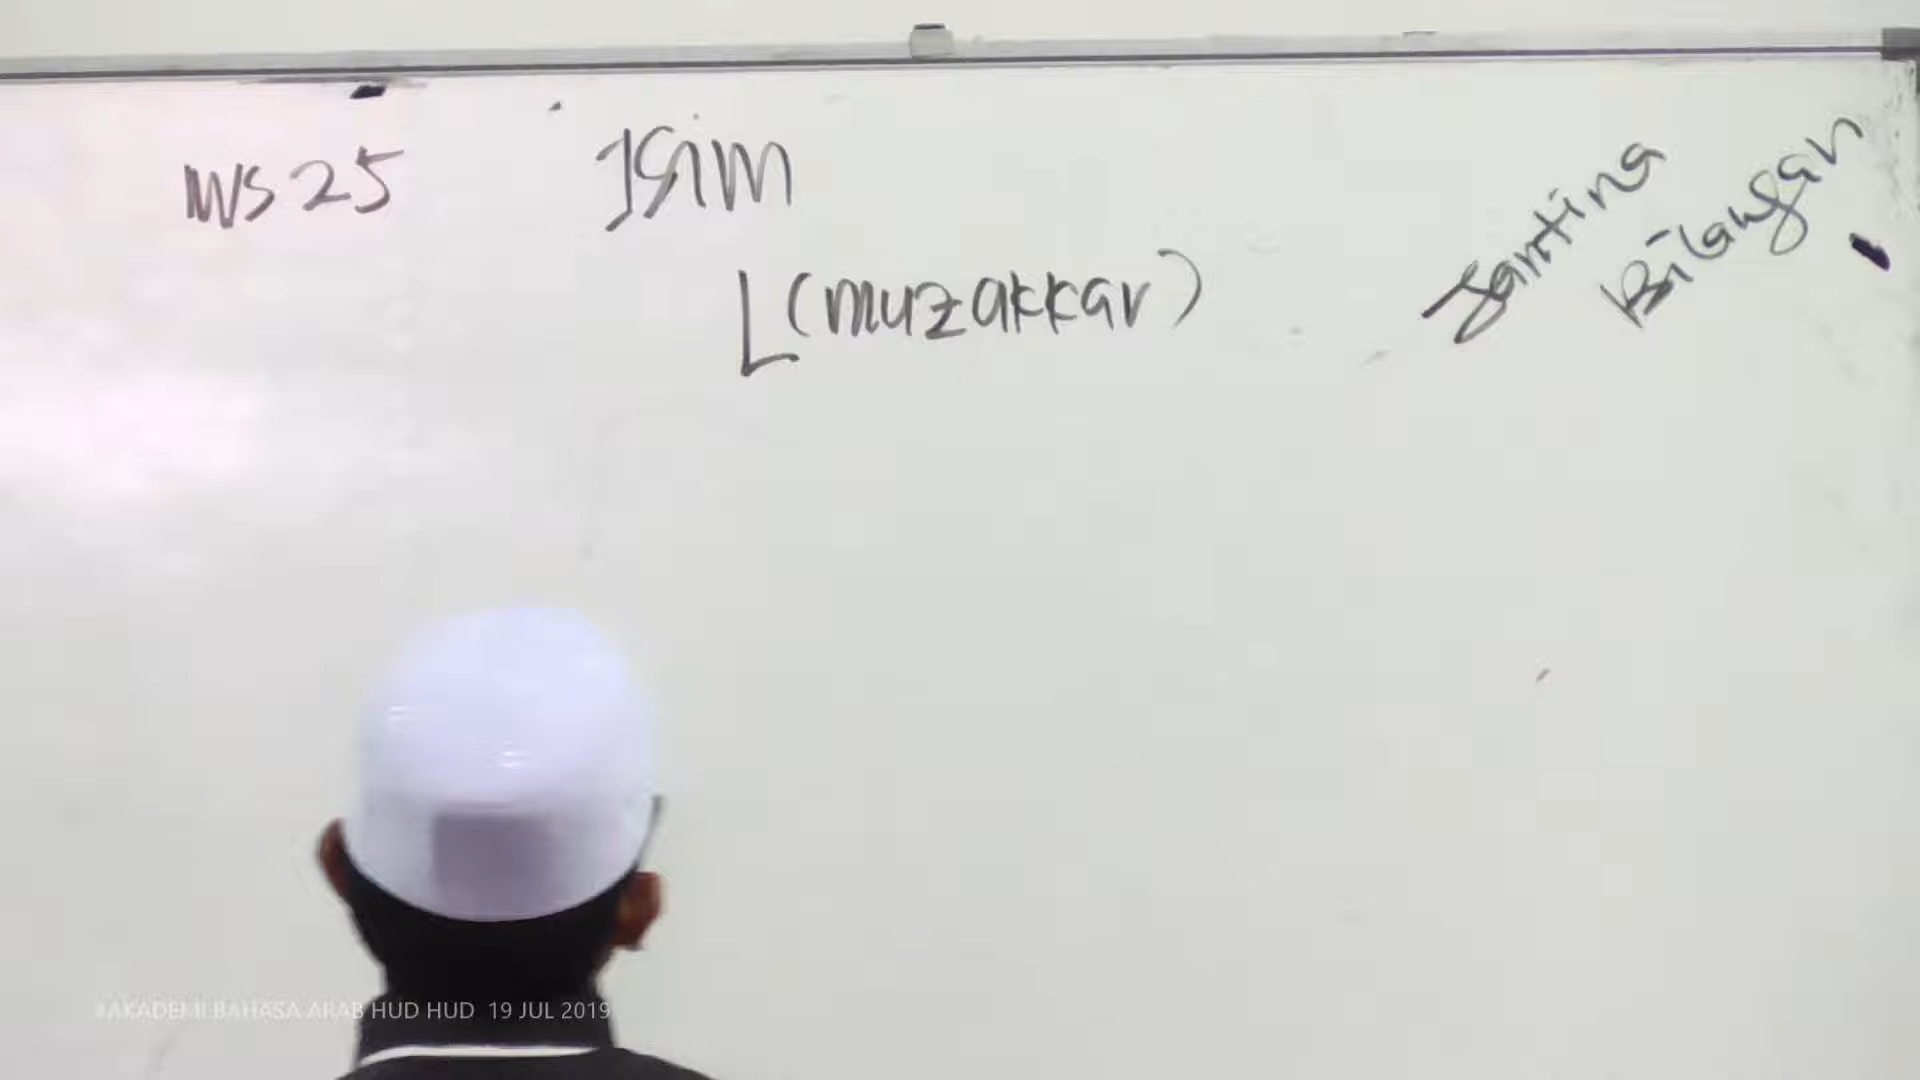 MS 25
Isim
(muzakkar)
Jantina
Bilangan
#AKADEMI BAHASA ARAB HUD HUD 19 JUL 2019